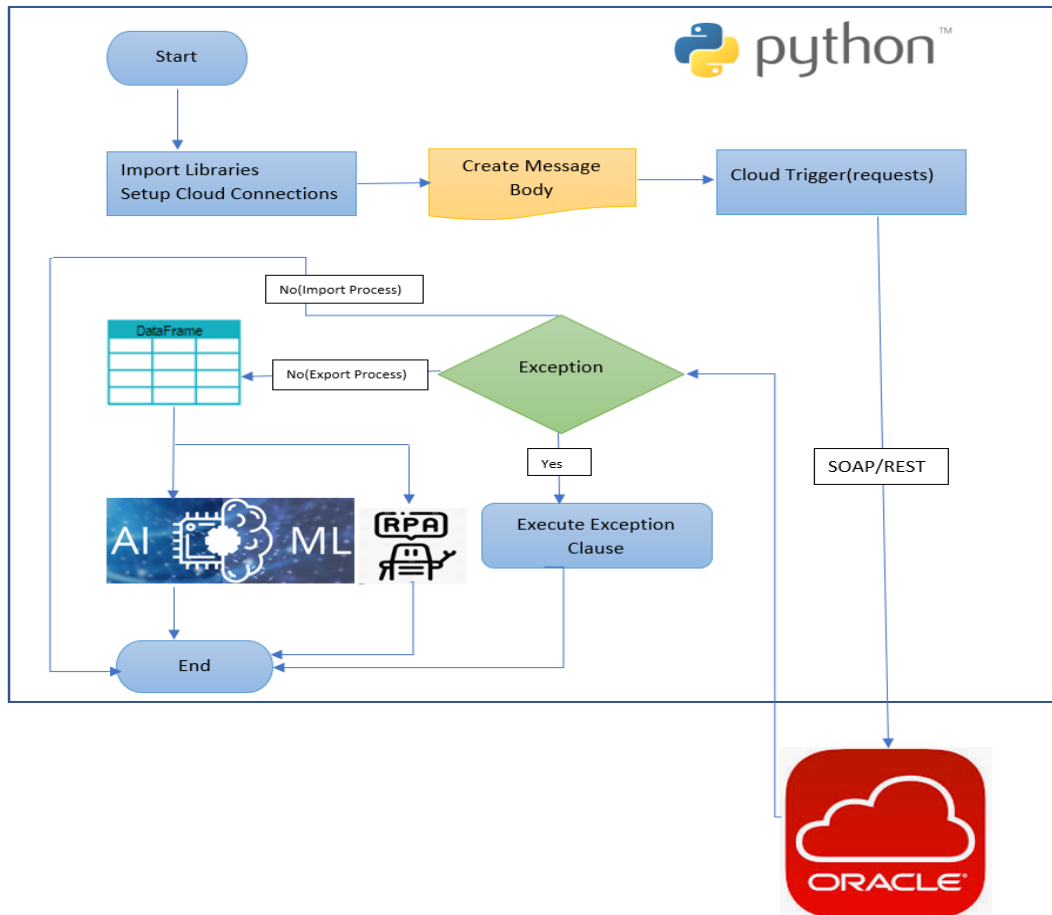 Start
python™
Import Libraries
Setup Cloud Connections
Create Message
Body
Cloud Trigger(requests)
No(Import Process)
DataFrame
No(Export Process)
Exception
Yes
SOAP/REST
AI ML
RPA
Execute Exception
Clause
End
ORACLE®